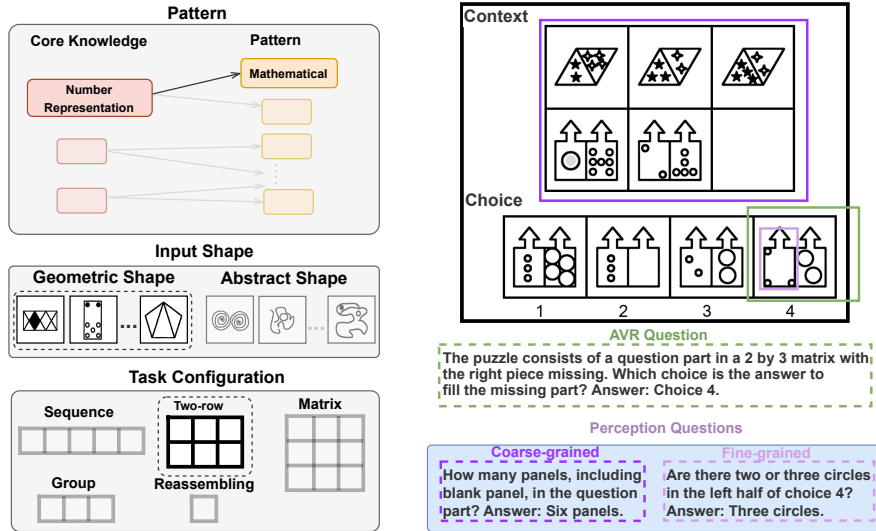 Pattern
Core Knowledge
Pattern
Number
Representation
Mathematical
Input Shape
Geometric Shape
Abstract Shape
Task Configuration
Sequence
Two-row
Matrix
Group
Reassembling
Context
Choice
1
2
3
4
AVR Question
The puzzle consists of a question part in a 2 by 3 matrix with
the right piece missing. Which choice is the answer to
fill the missing part? Answer: Choice 4.
Perception Questions
Coarse-grained
How many panels, including
blank panel, in the question
part? Answer: Six panels.
Fine-grained
Are there two or three circles
in the left half of choice 4?
Answer: Three circles.